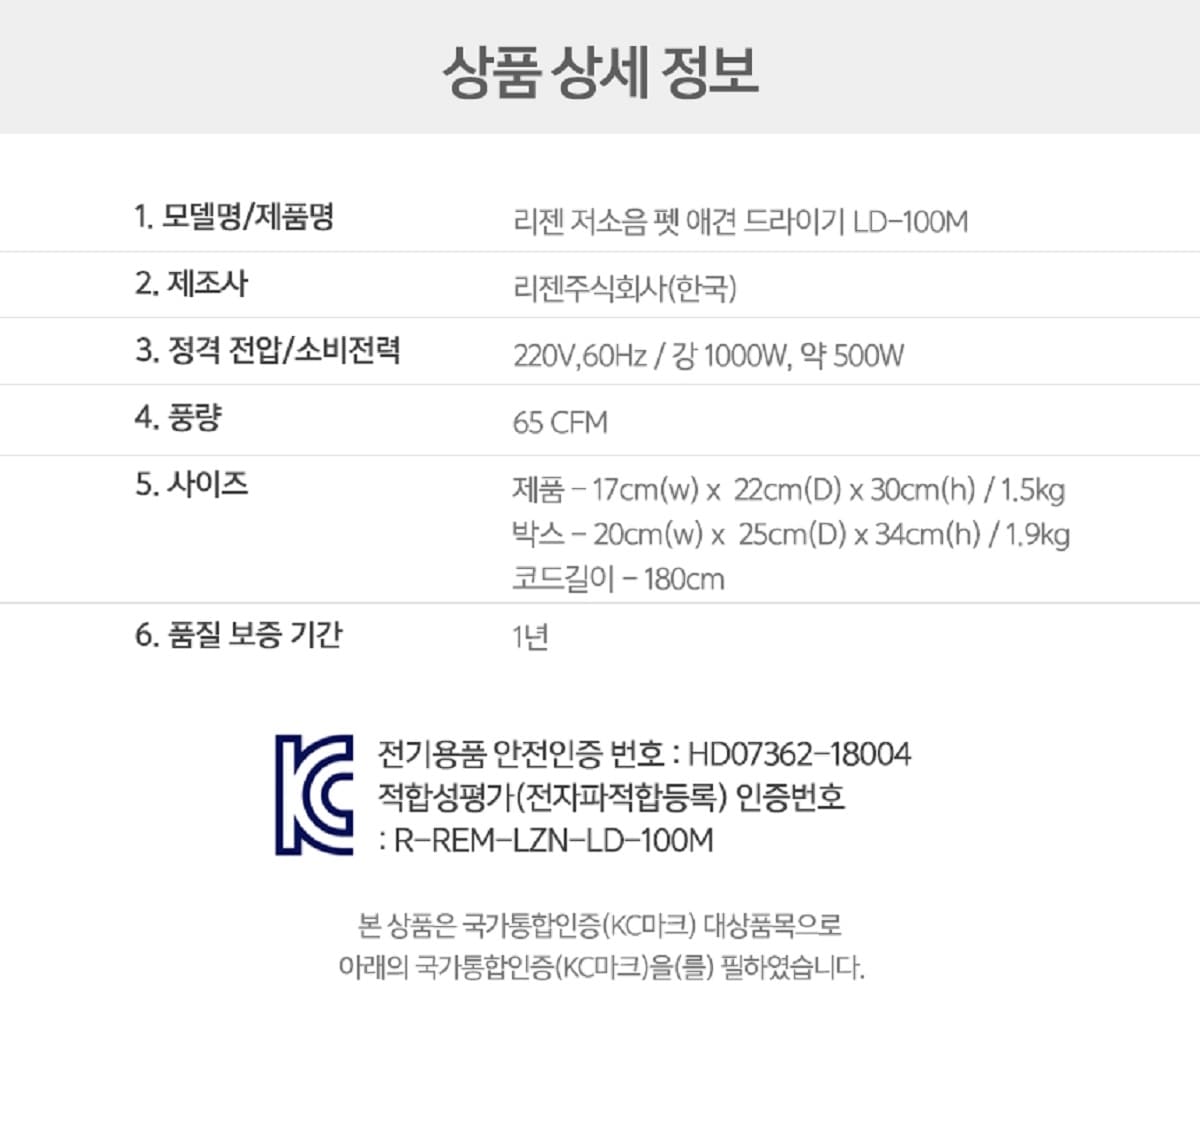 상품 상세 정보
1. 모델명/제품명 리젠 저소음 펫 애견 드라이기 LD-100M
2. 제조사 리젠주식회사(한국)
3. 정격 전압/소비전력 220V,60Hz / 강 1000W, 약 500W
4. 풍량 65 CFM
5. 사이즈 제품 - 17cm(w) x 22cm(D) x 30cm(h) / 1.5kg
박스 - 20cm(w) x 25cm(D) x 34cm(h) / 1.9kg
코드길이 - 180cm
6. 품질 보증 기간 1년
전기용품 안전인증 번호 : HD07362-18004
적합성평가(전자파적합등록) 인증번호
: R-REM-LZN-LD-100M
본 상품은 국가통합인증(KC마크) 대상품목으로
아래의 국가통합인증(KC마크)을(를) 필하였습니다.